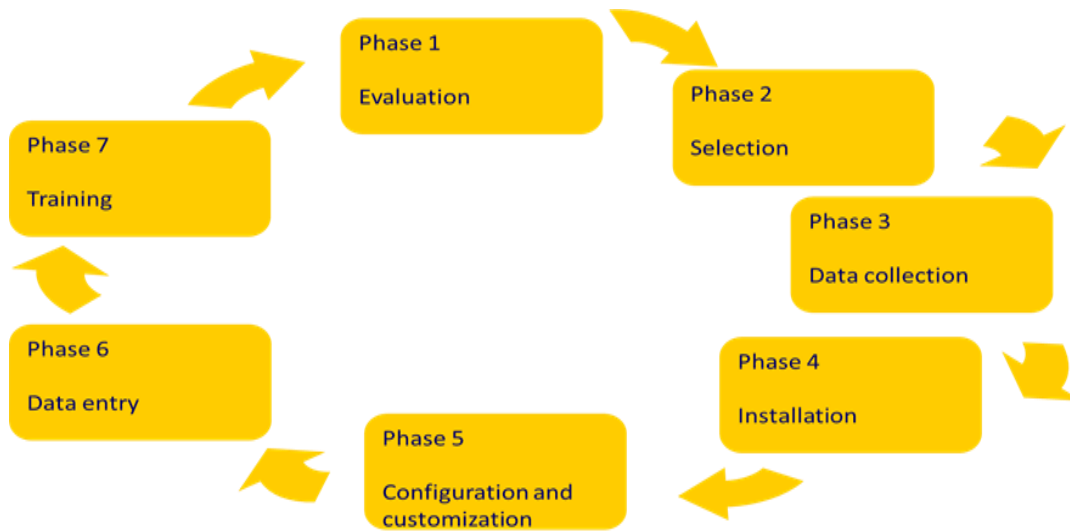 Phase 1
Evaluation
Phase 2
Selection
Phase 3
Data collection
Phase 4
Installation
Phase 5
Configuration and
customization
Phase 6
Data entry
Phase 7
Training